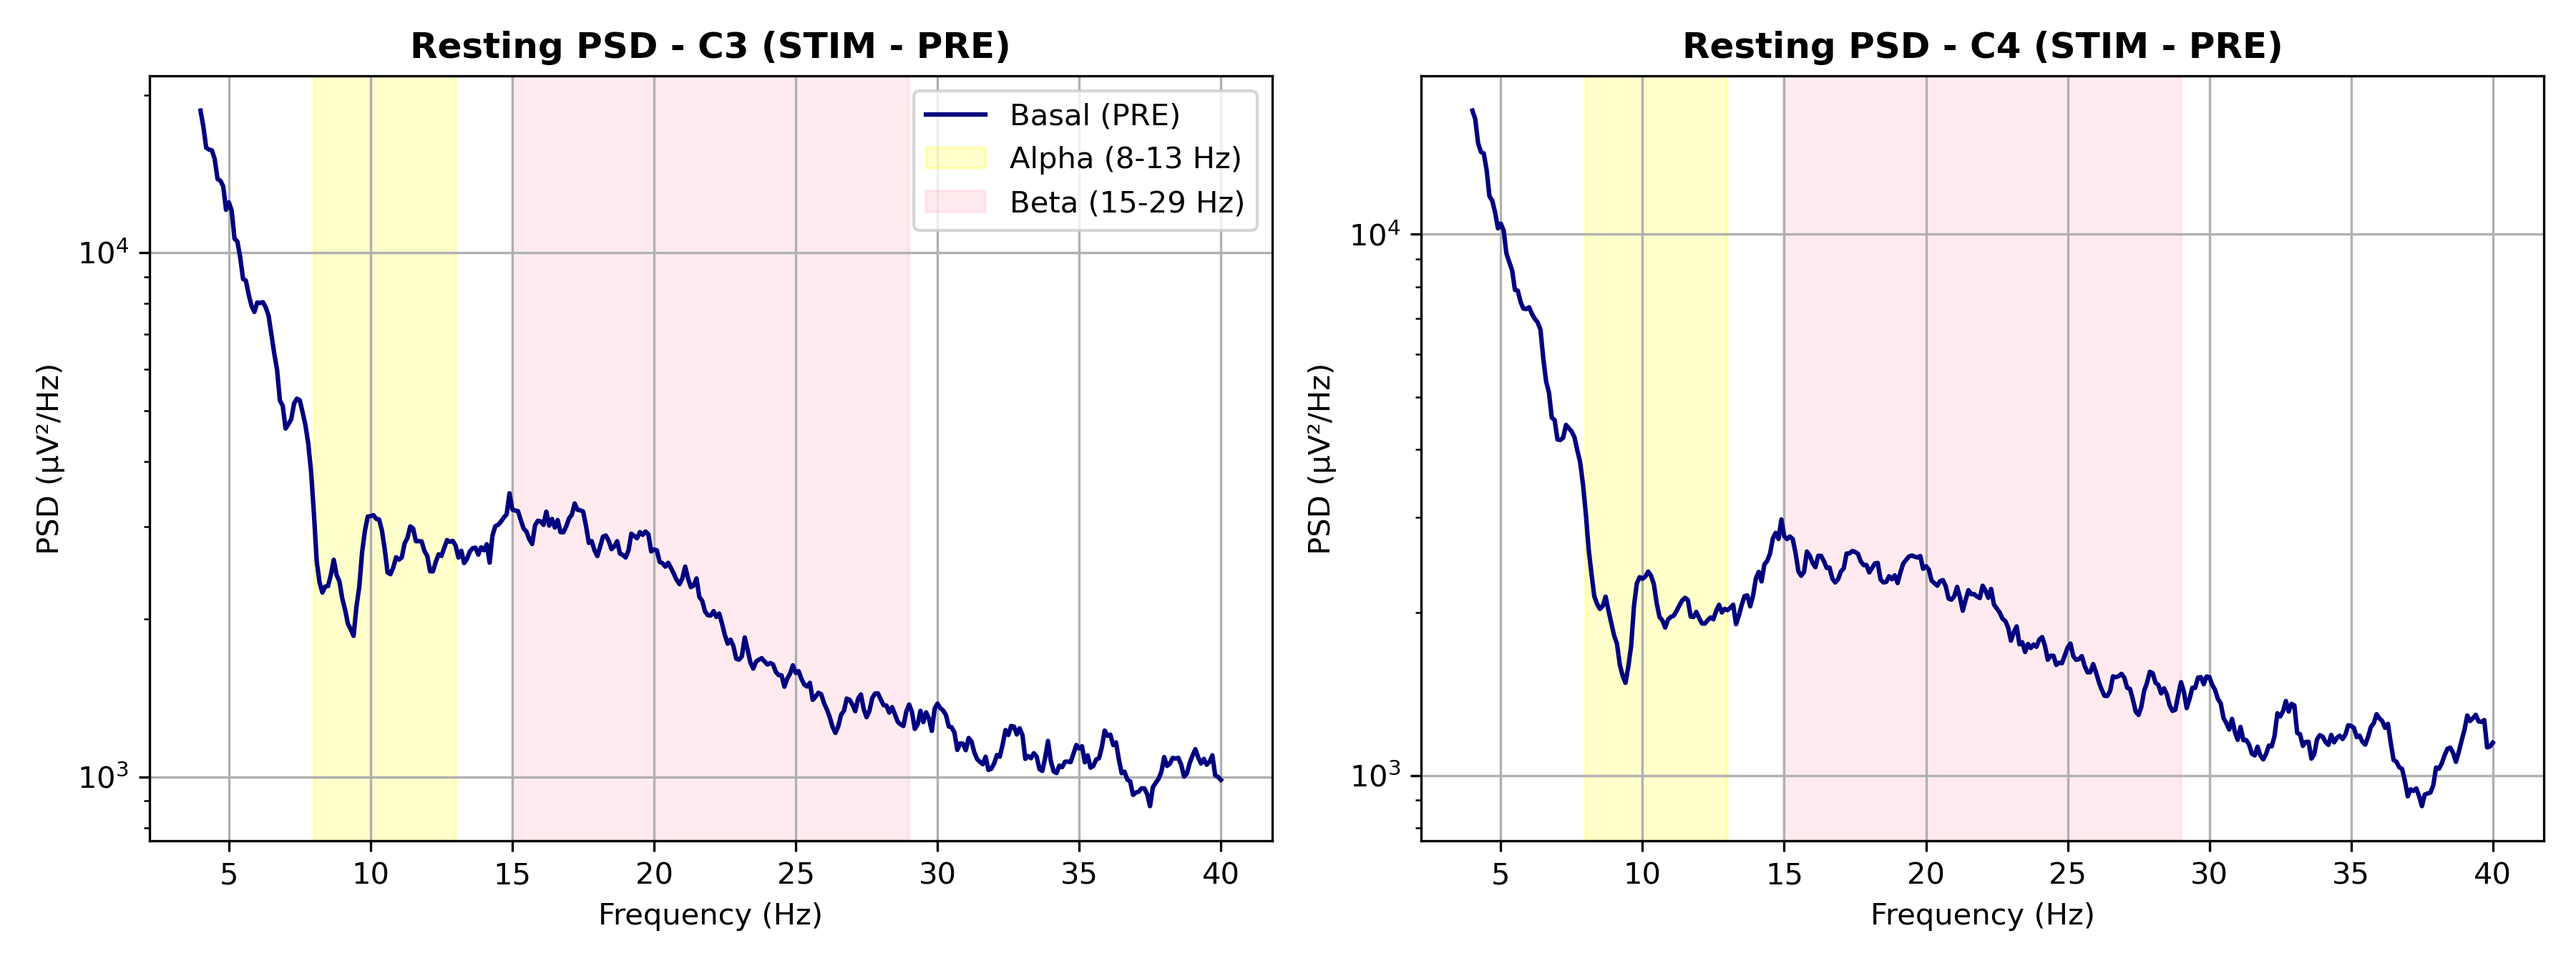 Resting PSD - C3 (STIM - PRE)
PSD (µV²/Hz)
10⁴
10³
Basal (PRE)
Alpha (8-13 Hz)
Beta (15-29 Hz)
5 10 15 20 25 30 35 40
Frequency (Hz)
Resting PSD - C4 (STIM - PRE)
PSD (µV²/Hz)
10⁴
10³
5 10 15 20 25 30 35 40
Frequency (Hz)